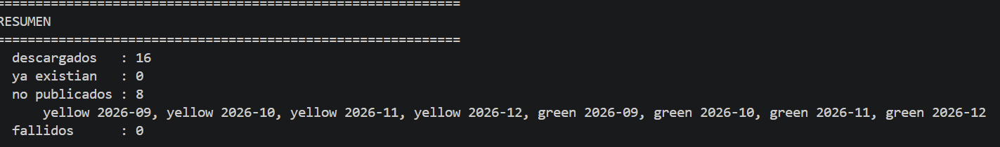 ============================================================
RESUMEN
============================================================
descargados   : 16
ya existian   : 0
no publicados : 8
yellow 2026-09, yellow 2026-10, yellow 2026-11, yellow 2026-12, green 2026-09, green 2026-10, green 2026-11, green 2026-12
fallidos      : 0